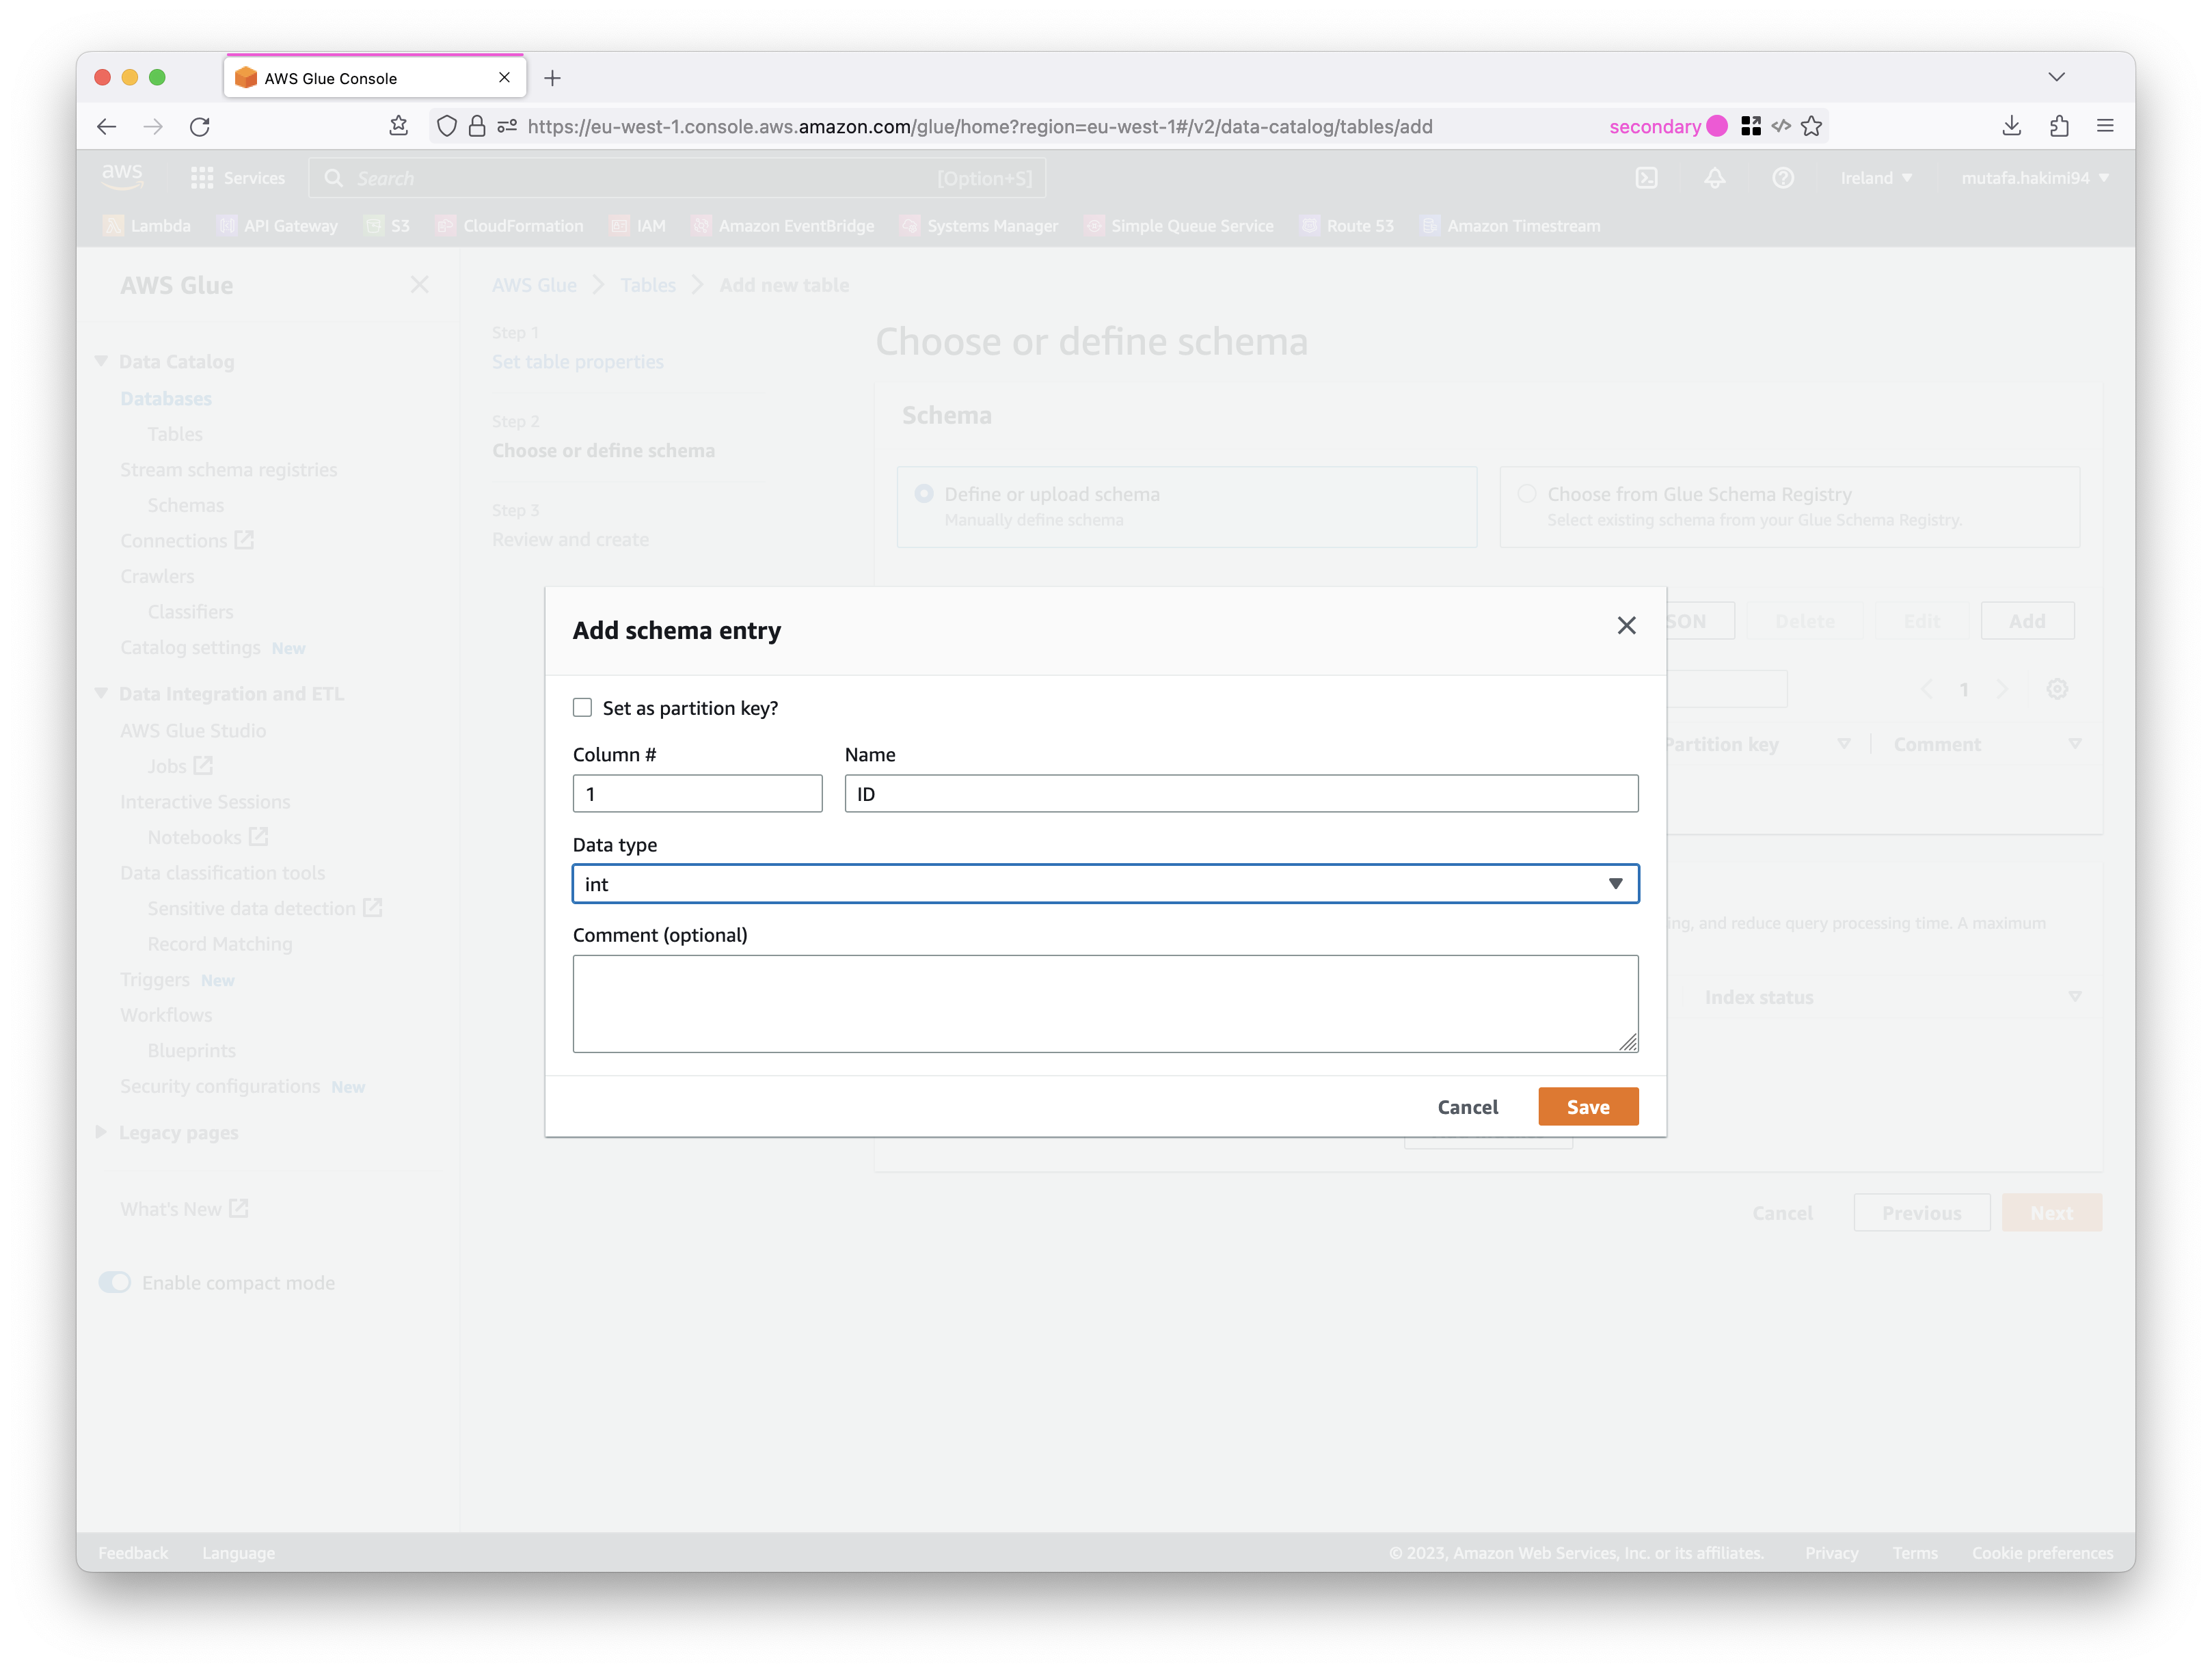 AWS Glue Console
https://eu-west-1.console.aws.amazon.com/glue/home?region=eu-west-1#/v2/data-catalog/tables/add
secondary
aws
Services
Search
[Option+S]
Ireland
mutafa.hakimi94
Lambda
API Gateway
S3
CloudFormation
IAM
Amazon EventBridge
Systems Manager
Simple Queue Service
Route 53
Amazon Timestream
AWS Glue
Data Catalog
Databases
Tables
Stream schema registries
Schemas
Connections
Crawlers
Classifiers
Catalog settings New
Data Integration and ETL
AWS Glue Studio
Jobs
Interactive Sessions
Notebooks
Data classification tools
Sensitive data detection
Record Matching
Triggers New
Workflows
Blueprints
Security configurations New
Legacy pages
What's New
Enable compact mode
AWS Glue
Tables
Add new table
Step 1
Set table properties
Step 2
Choose or define schema
Step 3
Review and create
Choose or define schema
Schema
Define or upload schema
Manually define schema
Choose from Glue Schema Registry
Select existing schema from your Glue Schema Registry.
SON
Delete
Edit
Add
1
Partition key
Comment
ing, and reduce query processing time. A maximum
Index status
Add schema entry
Set as partition key?
Column #
Name
1
ID
Data type
int
Comment (optional)
Cancel
Save
Cancel
Previous
Next
Feedback
Language
© 2023, Amazon Web Services, Inc. or its affiliates.
Privacy
Terms
Cookie preferences